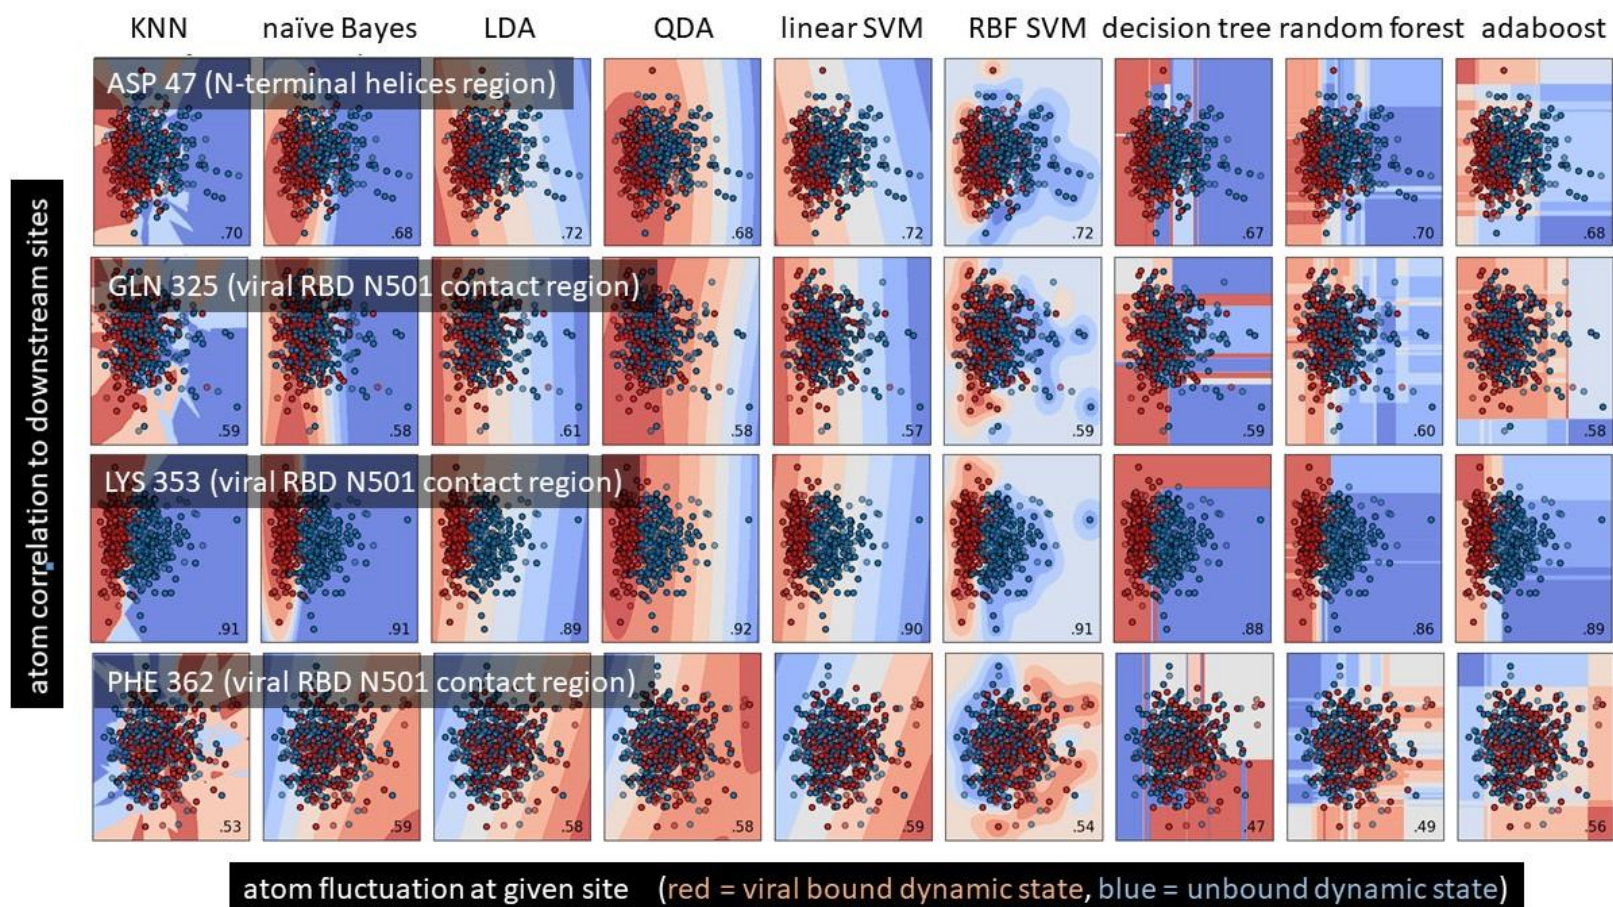 KNN naïve Bayes LDA QDA linear SVM RBF SVM decision tree random forest adaboost
atom correlation to downstream sites
ASP 47 (N-terminal helices region)
.70 .68 .72 .68 .72 .72 .67 .70 .68
GLN 325 (viral RBD N501 contact region)
.59 .58 .61 .58 .57 .59 .59 .60 .58
LYS 353 (viral RBD N501 contact region)
.91 .91 .89 .92 .90 .91 .88 .86 .89
PHE 362 (viral RBD N501 contact region)
.53 .59 .58 .58 .59 .54 .47 .49 .56
atom fluctuation at given site (red = viral bound dynamic state, blue = unbound dynamic state)